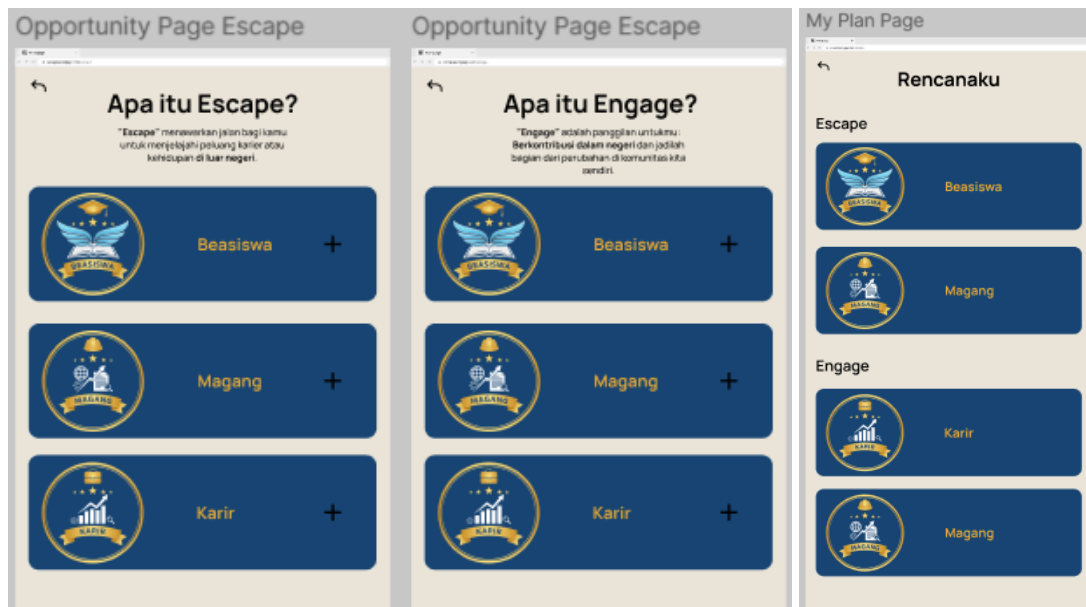 Opportunity Page Escape
Apa itu Escape?
"Escape" menawarkan jalan bagi kamu
untuk menjelajahi peluang karier atau
kehidupan di luar negeri.
BEASISWA
Beasiswa
+
MAGANG
Magang
+
KARIR
Karir
+
Opportunity Page Escape
Apa itu Engage?
"Engage" adalah panggilan untukmu:
Berkontribusi dalam negeri dan jadilah
bagian dari perubahan di komunitas kita
sendiri.
BEASISWA
Beasiswa
+
MAGANG
Magang
+
KARIR
Karir
+
My Plan Page
Rencanaku
Escape
BEASISWA
Beasiswa
MAGANG
Magang
Engage
KARIR
Karir
MAGANG
Magang